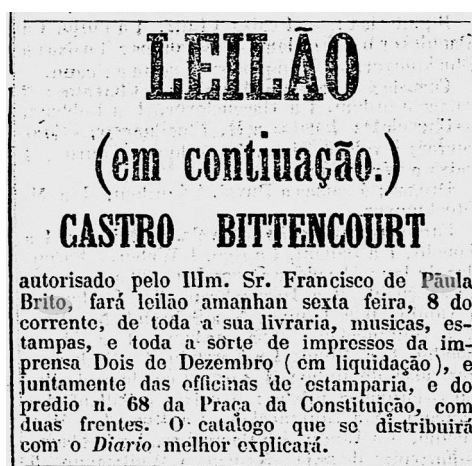 LEILÃO
(em contiuação.)
CASTRO BITTENCOURT
autorisado pelo Illm. Sr. Francisco de Paula
Brito, fará leilão amanhan sexta feira, 8 do
corrente, de toda a sua livraria, musicas, es-
tampas, e toda a sorte de impressos da im-
prensa Dois de Dezembro (em liquidação), e
juntamente das officinas de estamparia, e do
predio n. 68 da Praça da Constituição, com
duas frentes. O catalogo que se distribuirá
com o Diario melhor explicará.